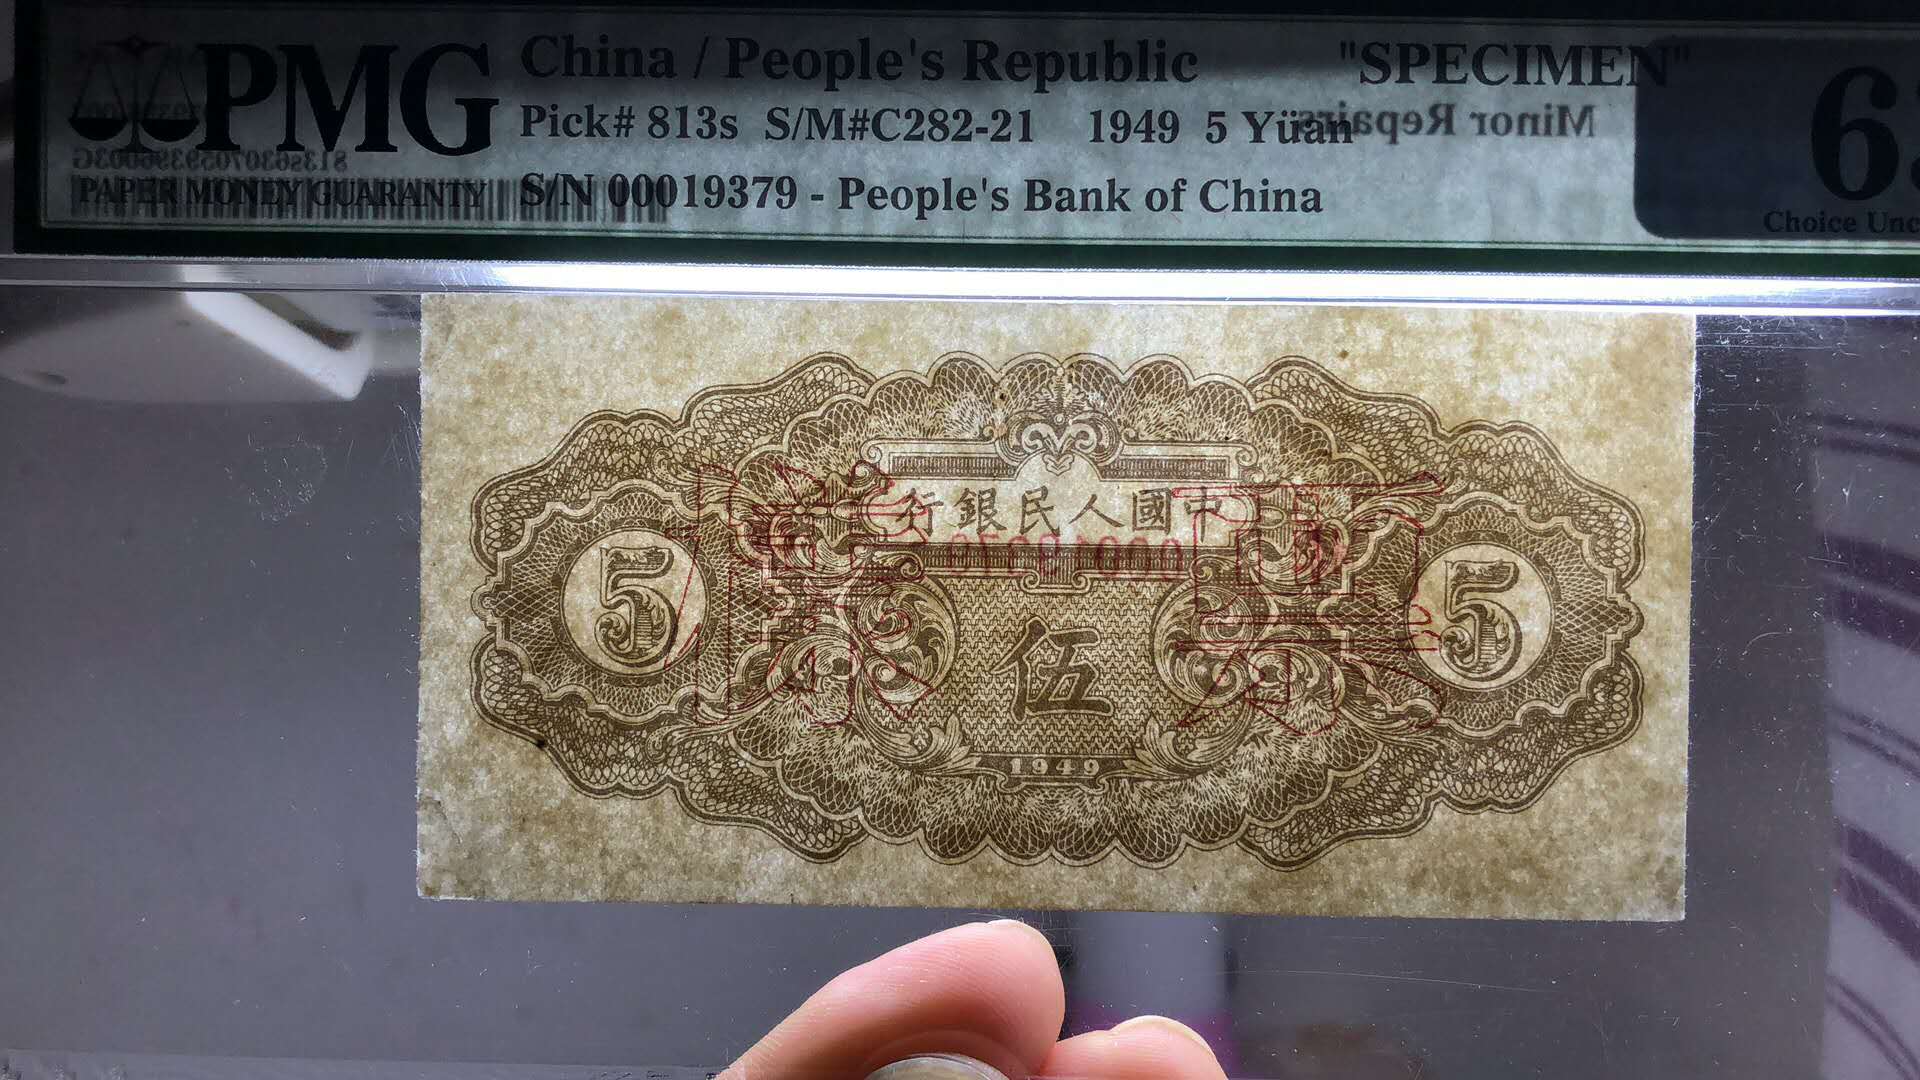 PMG
PAPER MONEY GUARANTY
China / People's Republic
"SPECIMEN"
Pick# 813s S/M#C282-21 1949 5 Yüan
S/N 00019379 - People's Bank of China
Minor Repairs
Choice Unc
行銀民人國中
5
伍
5
1949